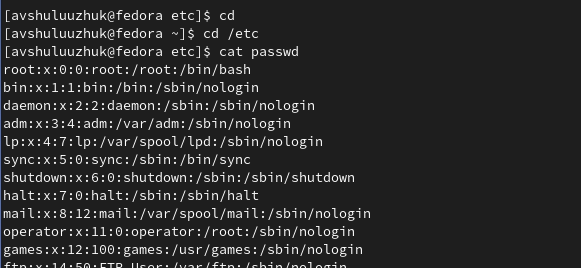 [avshuluuzhuk@fedora etc]$ cd
[avshuluuzhuk@fedora ~]$ cd /etc
[avshuluuzhuk@fedora etc]$ cat passwd
root:x:0:0:root:/root:/bin/bash
bin:x:1:1:bin:/bin:/sbin/nologin
daemon:x:2:2:daemon:/sbin:/sbin/nologin
adm:x:3:4:adm:/var/adm:/sbin/nologin
lp:x:4:7:lp:/var/spool/lpd:/sbin/nologin
sync:x:5:0:sync:/sbin:/bin/sync
shutdown:x:6:0:shutdown:/sbin:/sbin/shutdown
halt:x:7:0:halt:/sbin:/sbin/halt
mail:x:8:12:mail:/var/spool/mail:/sbin/nologin
operator:x:11:0:operator:/root:/sbin/nologin
games:x:12:100:games:/usr/games:/sbin/nologin
ftp:x:14:50:FTP User:/var/ftp:/sbin/nologin